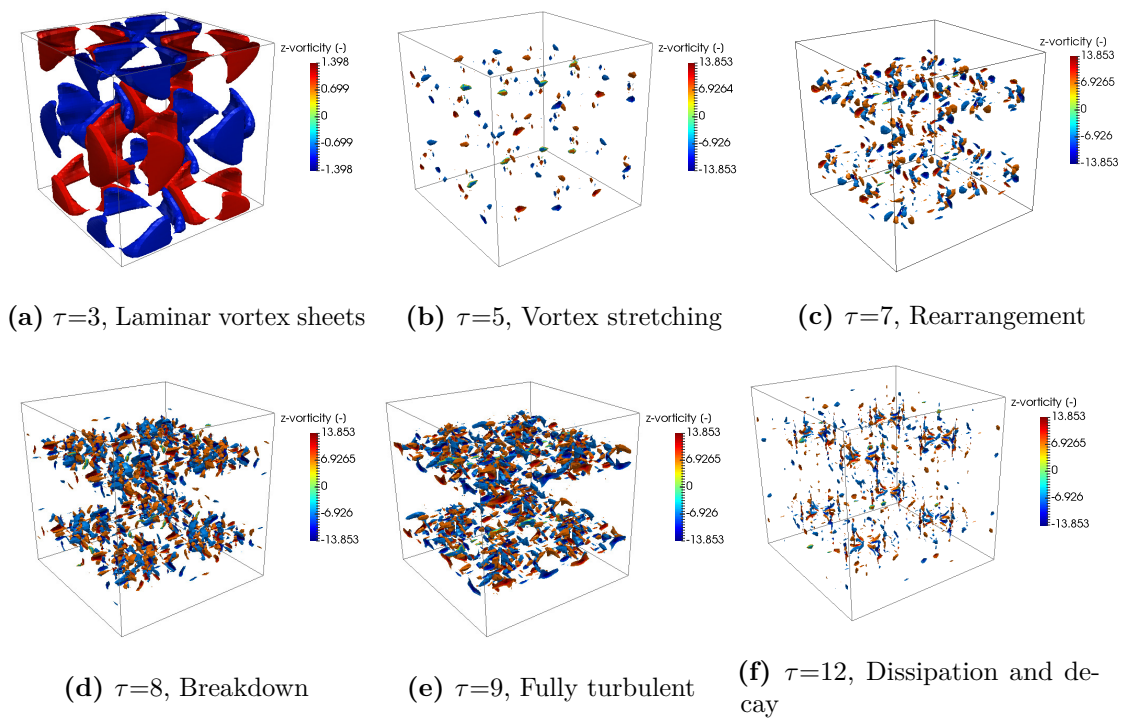 z-vorticity (-)
1.398
0.699
0
-0.699
-1.398
(a) τ=3, Laminar vortex sheets
z-vorticity (-)
13.853
6.9264
0
-6.926
-13.853
(b) τ=5, Vortex stretching
z-vorticity (-)
13.853
6.9265
0
-6.926
-13.853
(c) τ=7, Rearrangement
z-vorticity (-)
13.853
6.9265
0
-6.926
-13.853
(d) τ=8, Breakdown
z-vorticity (-)
13.853
6.9265
0
-6.926
-13.853
(e) τ=9, Fully turbulent
z-vorticity (-)
13.853
6.9265
0
-6.926
-13.853
(f) τ=12, Dissipation and de-
cay